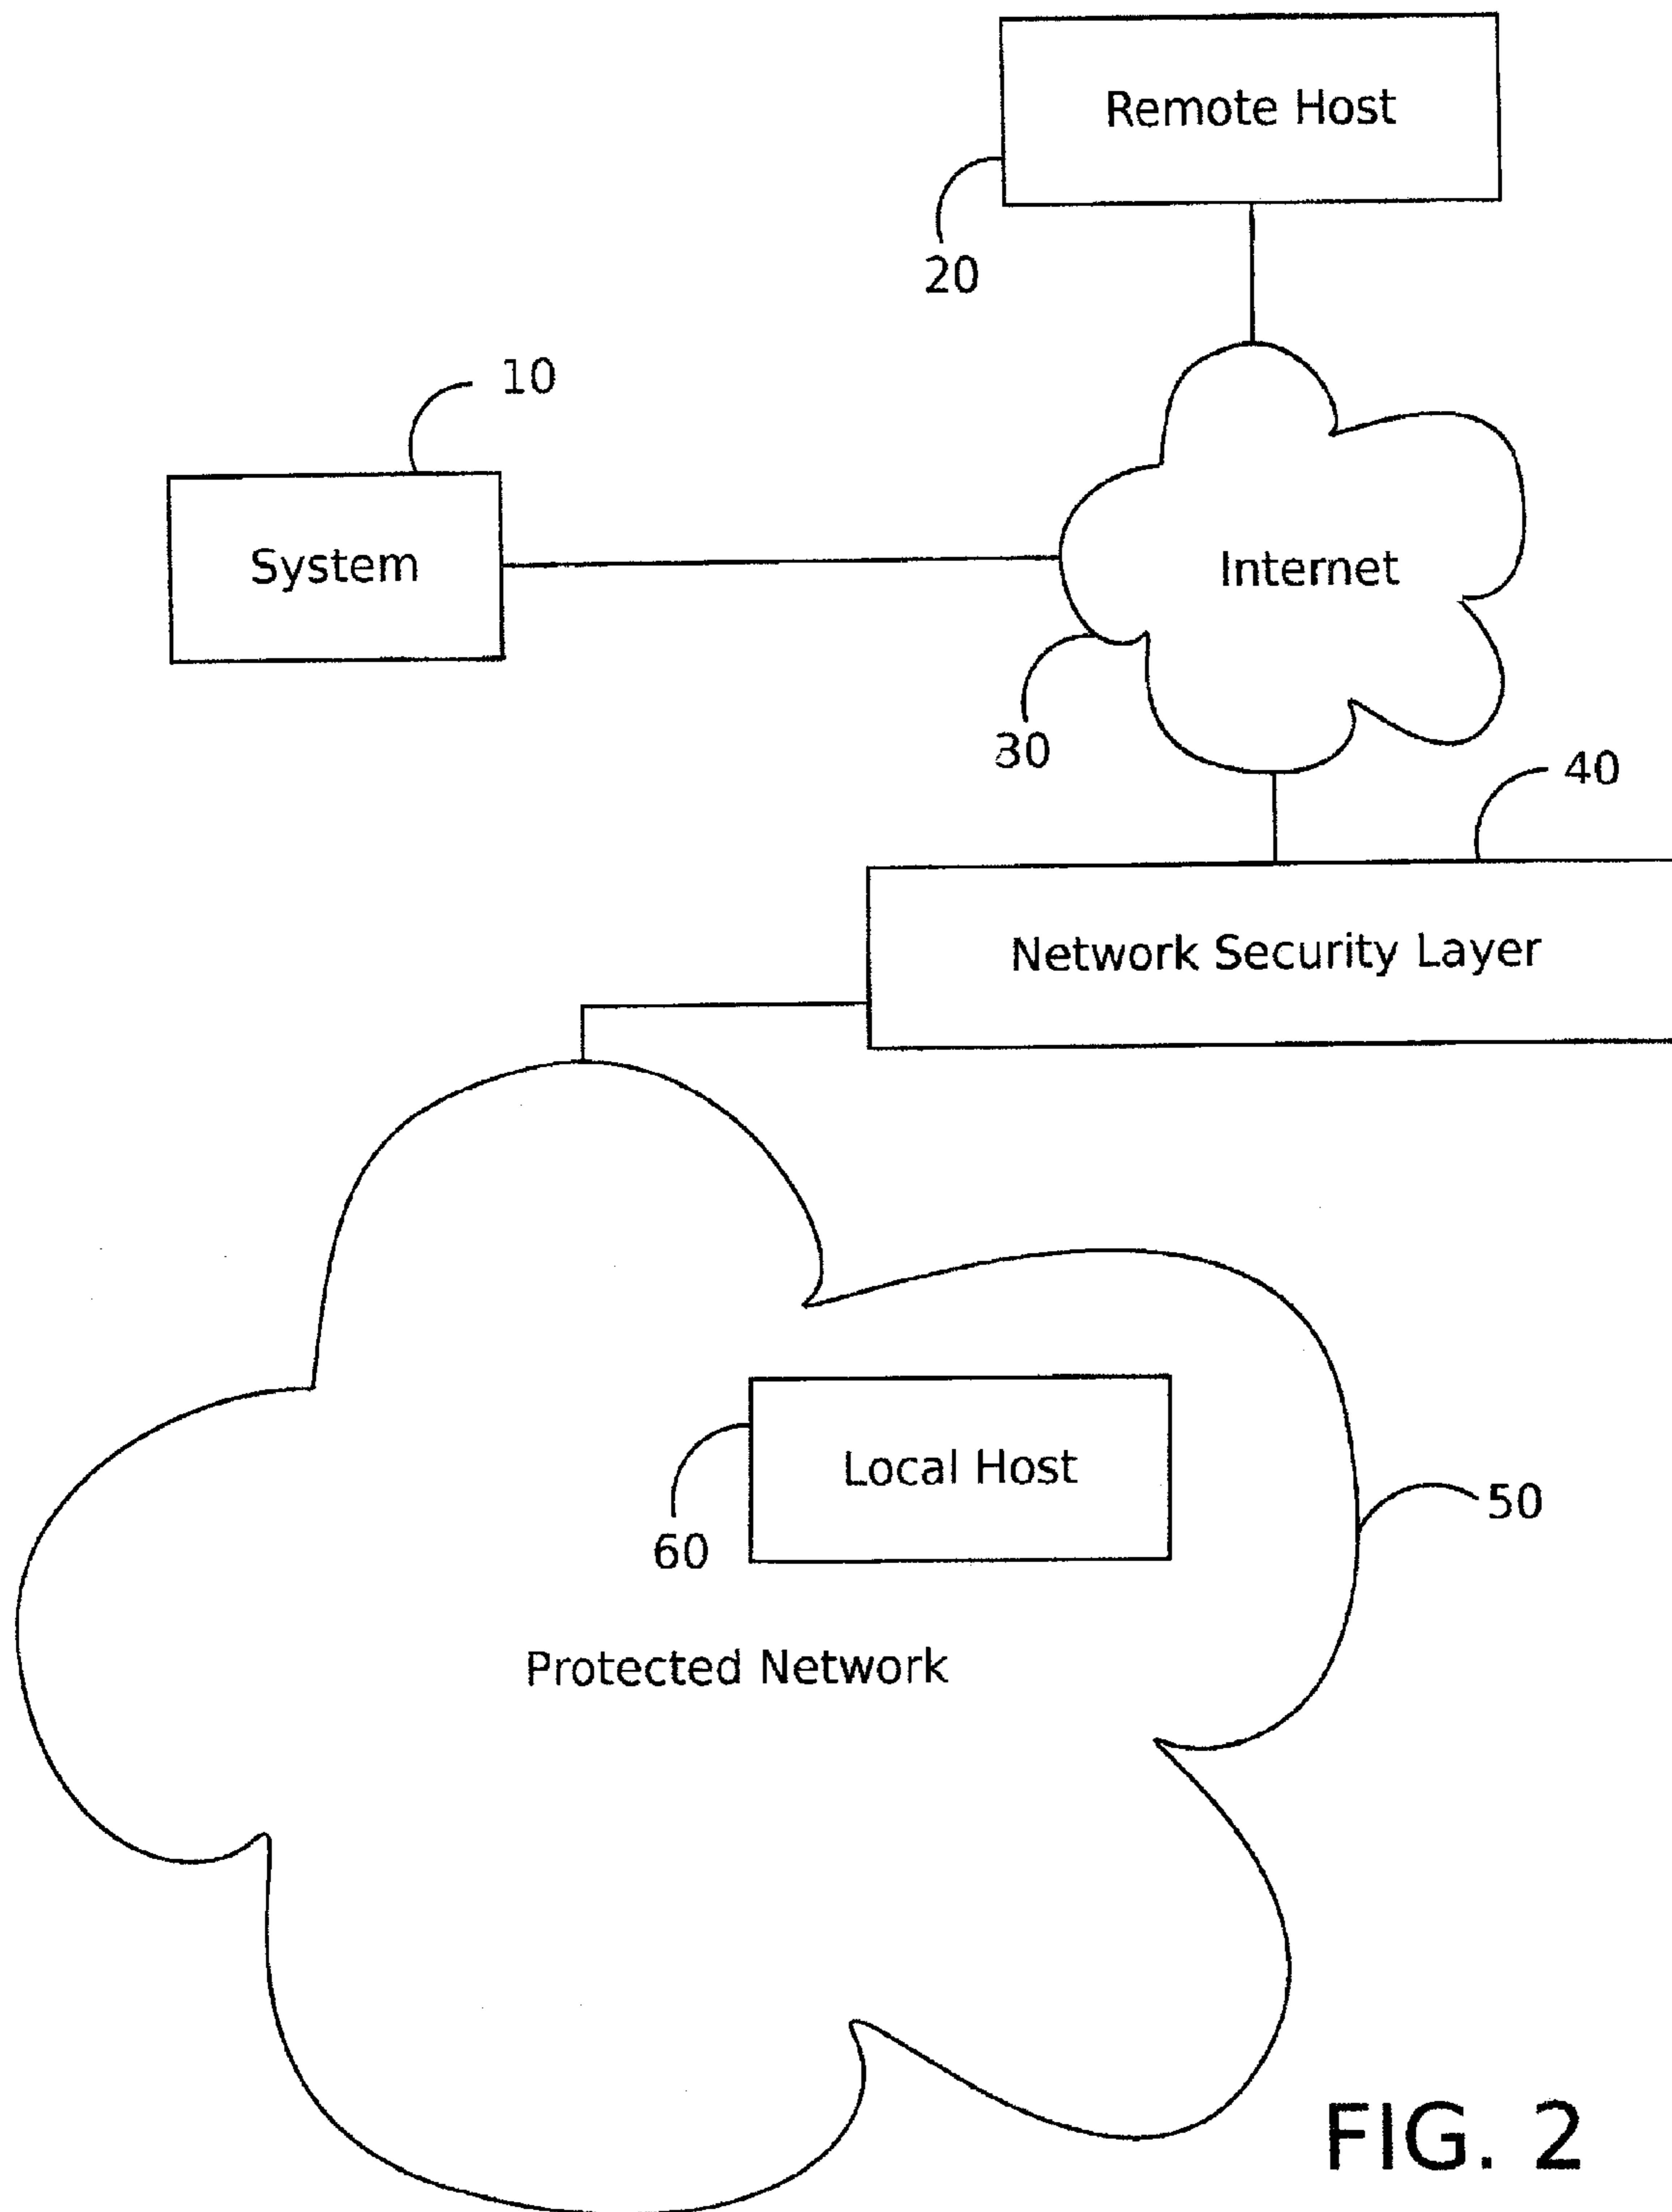 Remote Host
20
10
System
Internet
30
40
Network Security Layer
Local Host
60
50
Protected Network
FIG. 2